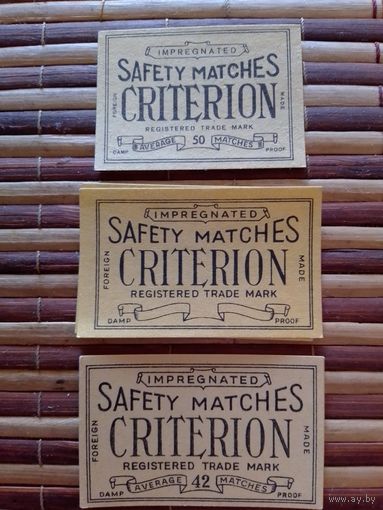 IMPREGNATED
SAFETY MATCHES
FOREIGN
CRITERION
MADE
REGISTERED TRADE MARK
DAMP
AVERAGE 50 MATCHES
PROOF
IMPREGNATED
SAFETY MATCHES
FOREIGN
CRITERION
MADE
REGISTERED TRADE MARK
DAMP
PROOF
IMPREGNATED
SAFETY MATCHES
FOREIGN
CRITERION
MADE
REGISTERED TRADE MARK
DAMP
AVERAGE 42 MATCHES
PROOF
ay.by